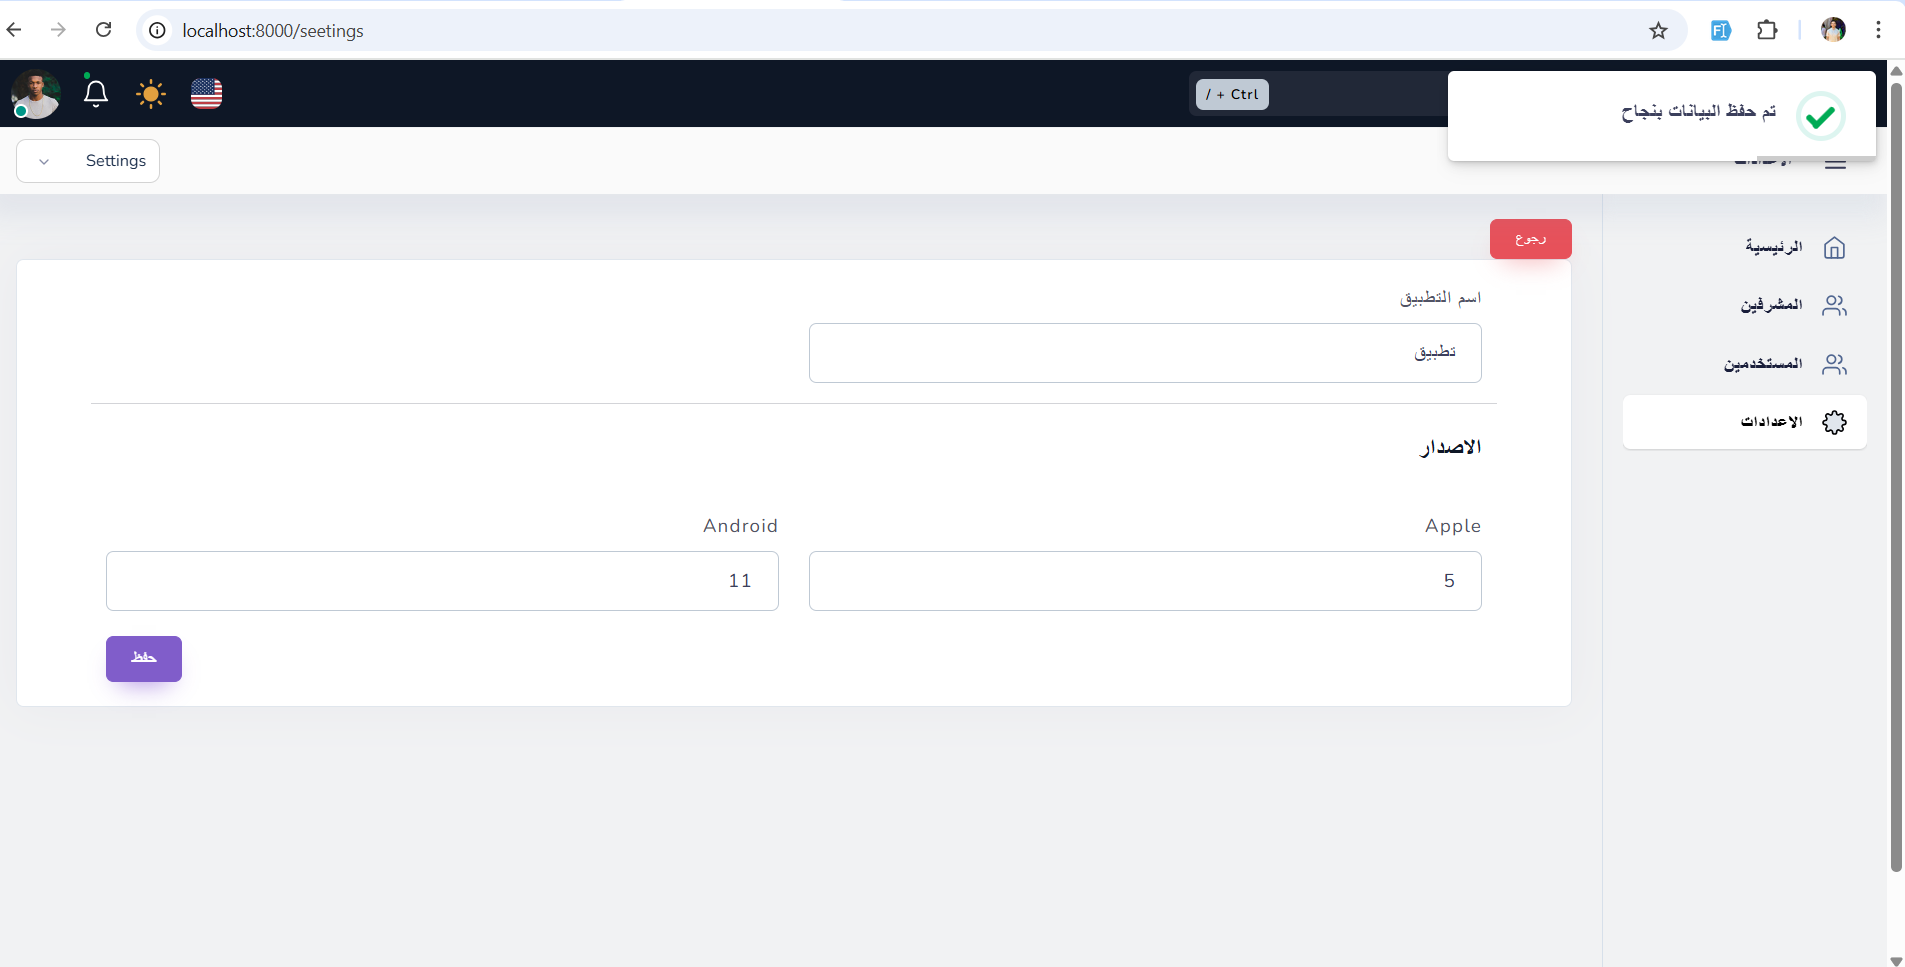 localhost:8000/seetings
/ + Ctrl
تم حفظ البيانات بنجاح
Settings
رجوع
الرئيسية
المشرفين
المستخدمين
الاعدادات
اسم التطبيق
تطبيق
الاصدار
Apple
Android
5
11
حفظ